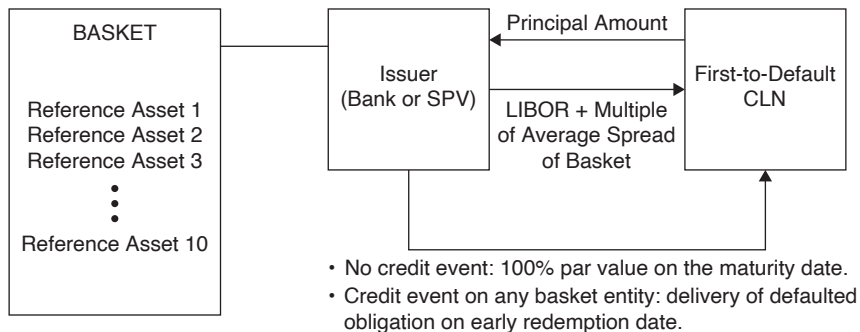 BASKET
Reference Asset 1
Reference Asset 2
Reference Asset 3
Reference Asset 10
Issuer
(Bank or SPV)
Principal Amount
LIBOR + Multiple
of Average Spread
of Basket
First-to-Default
CLN
• No credit event: 100% par value on the maturity date.
• Credit event on any basket entity: delivery of defaulted
obligation on early redemption date.